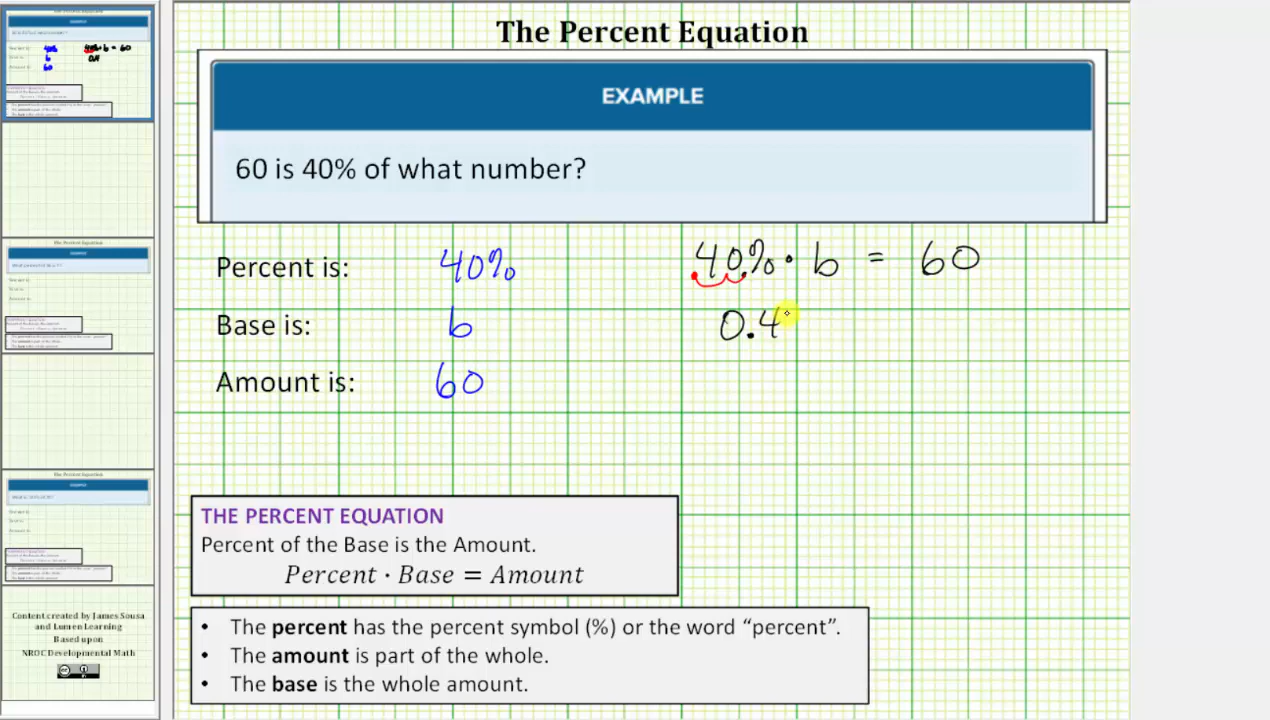 The Percent Equation
EXAMPLE
60 is 40% of what number?
Percent is: 40%
40% · b = 60
Base is: b
0.4
Amount is: 60
THE PERCENT EQUATION
Percent of the Base is the Amount.
Percent · Base = Amount
• The percent has the percent symbol (%) or the word “percent”.
• The amount is part of the whole.
• The base is the whole amount.
Content created by James Sousa
and Lumen Learning
Based upon
NROC Developmental Math